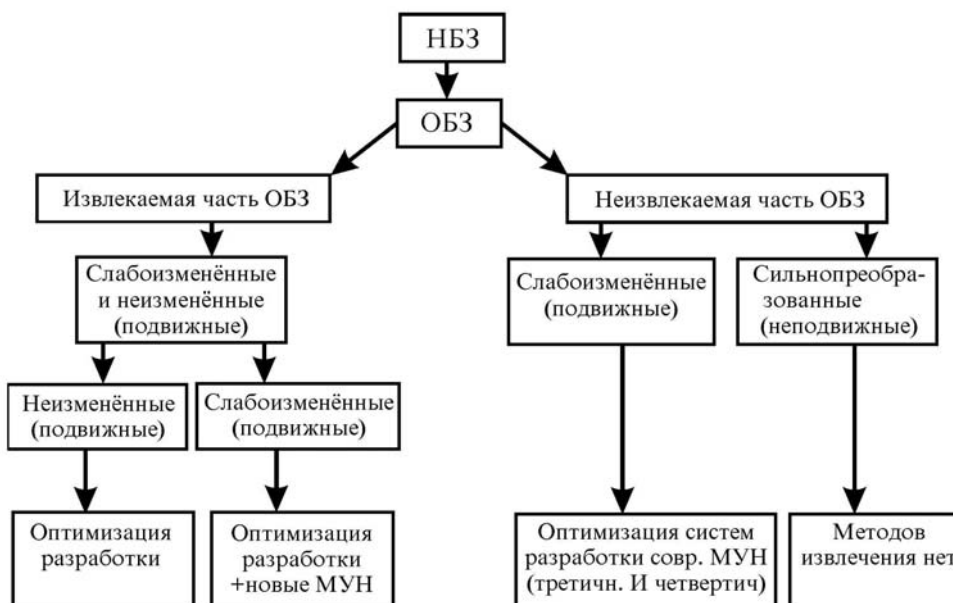 НБЗ
ОБЗ
Извлекаемая часть ОБЗ
Неизвлекаемая часть ОБЗ
Слабоизменённые
и неизменённые
(подвижные)
Слабоизменённые
(подвижные)
Сильнопреобра-
зованные
(неподвижные)
Неизменённые
(подвижные)
Слабоизменённые
(подвижные)
Оптимизация
разработки
Оптимизация
разработки
+новые МУН
Оптимизация систем
разработки совр. МУН
(третичн. И четвертич)
Методов
извлечения нет